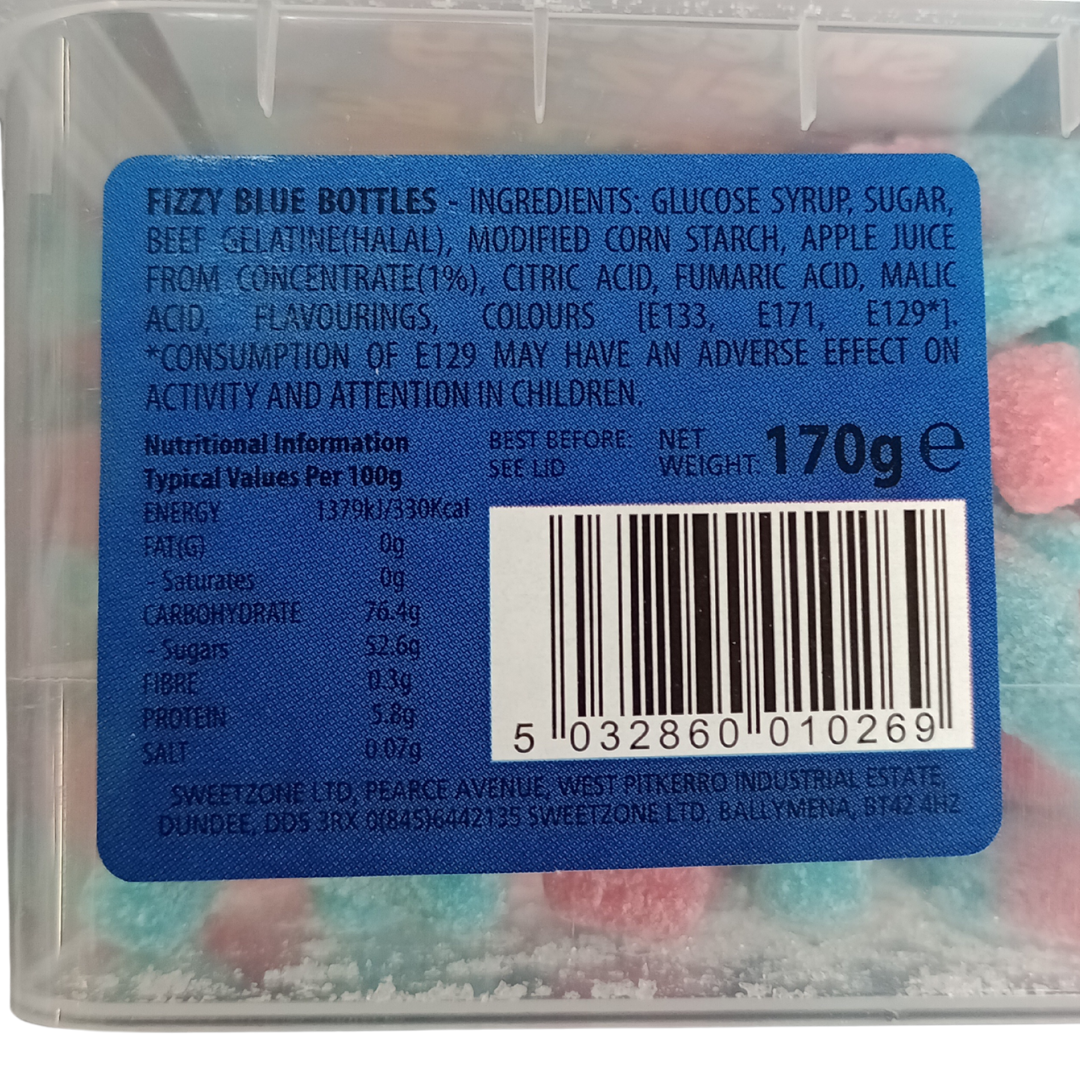 FIZZY BLUE BOTTLES - INGREDIENTS: GLUCOSE SYRUP, SUGAR,
BEEF GELATINE(HALAL), MODIFIED CORN STARCH, APPLE JUICE
FROM CONCENTRATE(1%), CITRIC ACID, FUMARIC ACID, MALIC
ACID, FLAVOURINGS, COLOURS [E133, E171, E129*].
*CONSUMPTION OF E129 MAY HAVE AN ADVERSE EFFECT ON
ACTIVITY AND ATTENTION IN CHILDREN.
Nutritional Information
Typical Values Per 100g
ENERGY 1379kJ/330Kcal
FAT(G) 0g
- Saturates 0g
CARBOHYDRATE 76.4g
- Sugars 52.6g
FIBRE 0.3g
PROTEIN 5.8g
SALT 0.07g
BEST BEFORE:
SEE LID
NET
WEIGHT: 170g ℮
5 032860 010269
SWEETZONE LTD, PEARCE AVENUE, WEST PITKERRO INDUSTRIAL ESTATE,
DUNDEE, DD5 3RX 0(845)6442135 SWEETZONE LTD, BALLYMENA, BT42 4HZ